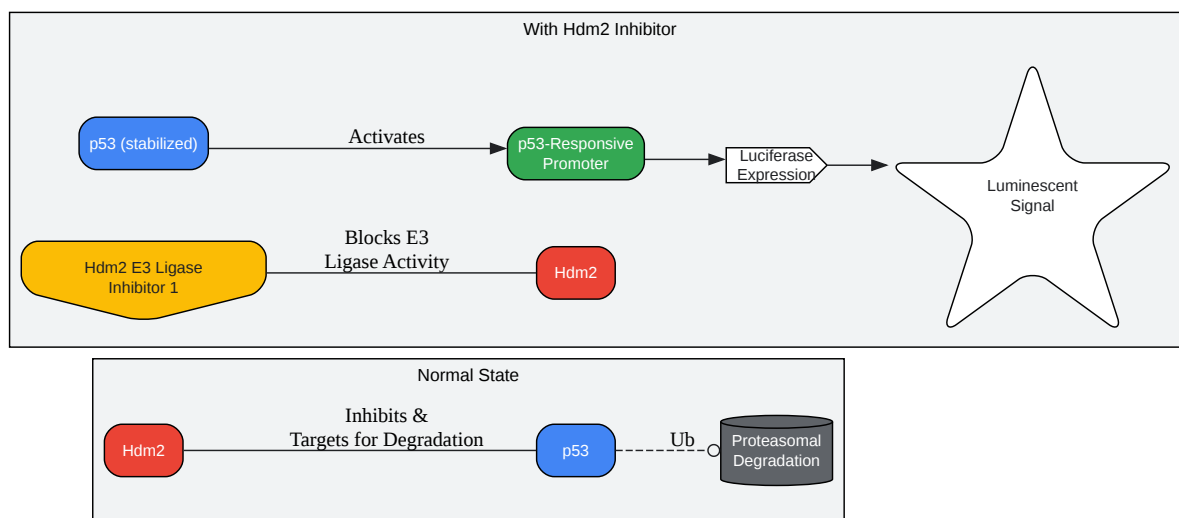 With Hdm2 Inhibitor
p53 (stabilized)
Activates
p53-Responsive
Promoter
Luciferase
Expression
Luminescent
Signal
Hdm2 E3 Ligase
Inhibitor 1
Blocks E3
Ligase Activity
Hdm2
Normal State
Hdm2
Inhibits &
Targets for Degradation
p53
Ub
Proteasomal
Degradation